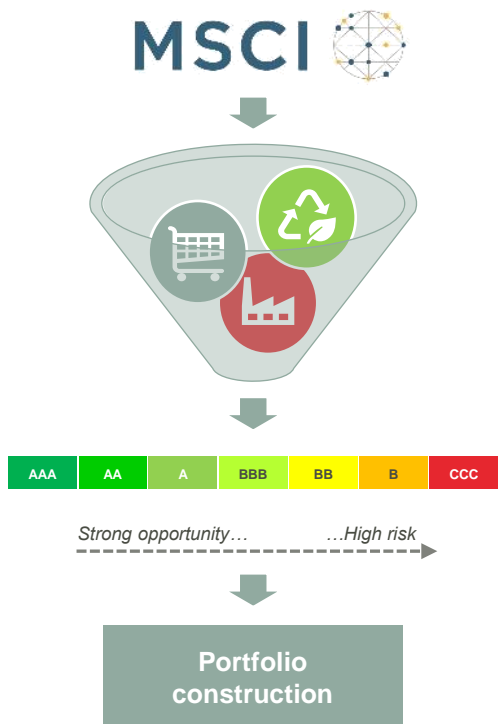 MSCI
AAA AA A BBB BB B CCC
Strong opportunity… …High risk
Portfolio
construction